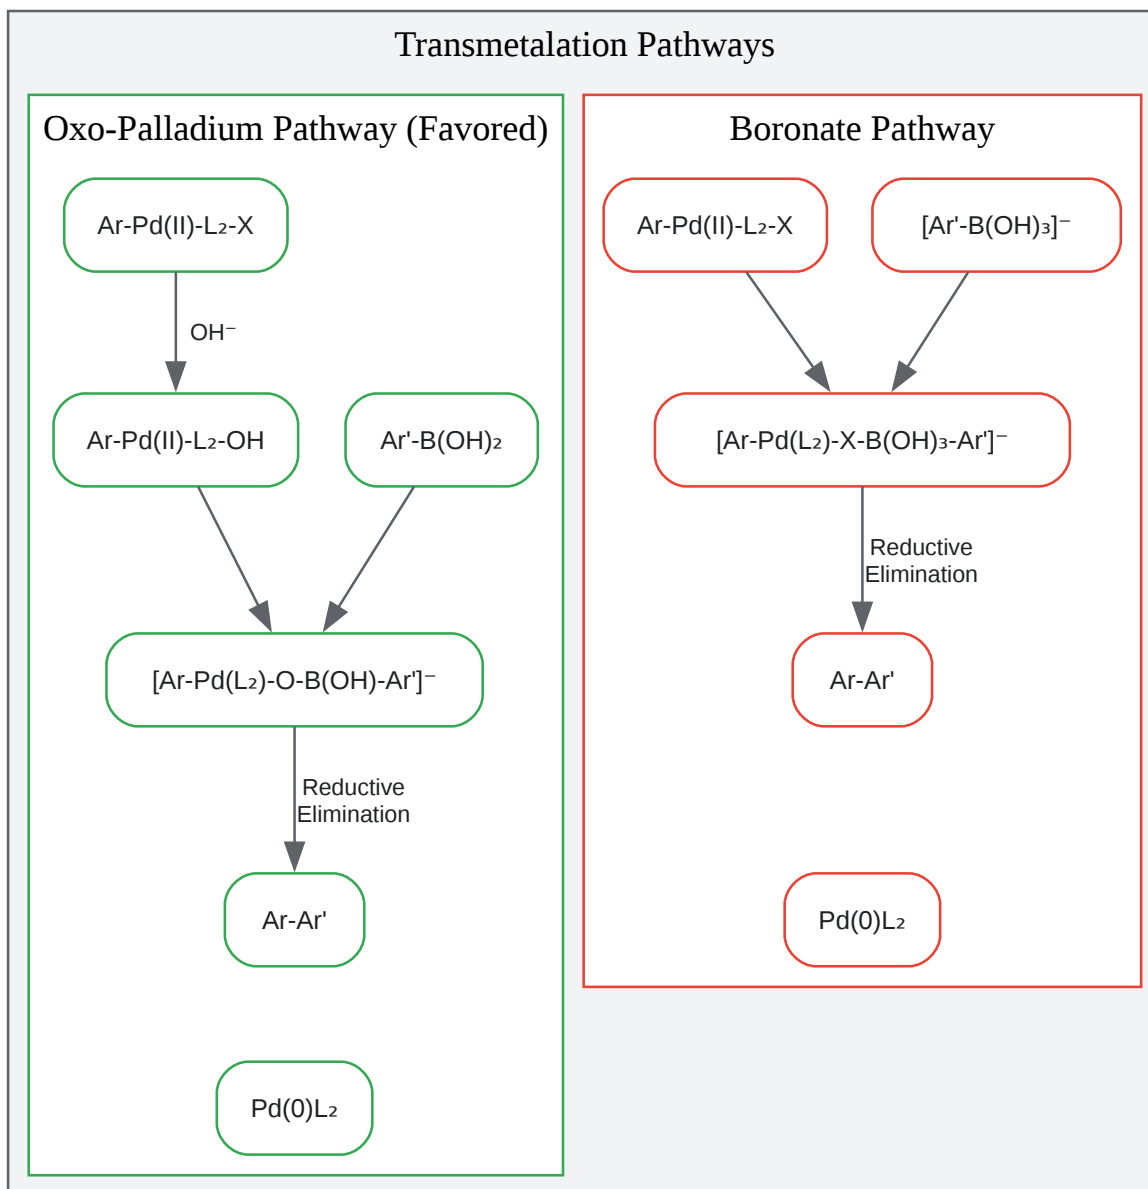 Transmetalation Pathways
Oxo-Palladium Pathway (Favored)
Ar-Pd(II)-L₂-X
OH⁻
Ar-Pd(II)-L₂-OH
Ar'-B(OH)₂
[Ar-Pd(L₂)-O-B(OH)-Ar']⁻
Reductive
Elimination
Ar-Ar'
Pd(0)L₂
Boronate Pathway
Ar-Pd(II)-L₂-X
[Ar'-B(OH)₃]⁻
[Ar-Pd(L₂)-X-B(OH)₃-Ar']⁻
Reductive
Elimination
Ar-Ar'
Pd(0)L₂